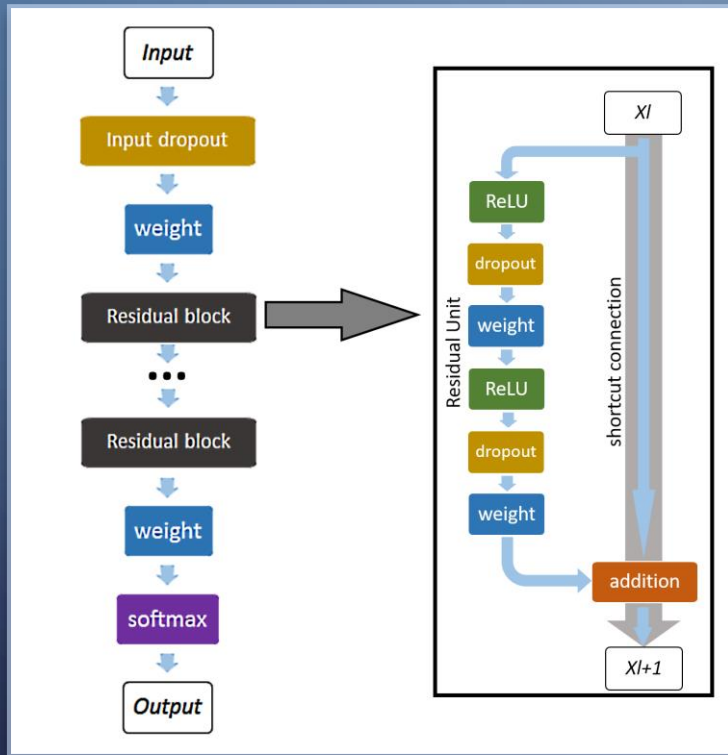 Input
Input dropout
weight
Residual block
...
Residual block
weight
softmax
Output
Xl
ReLU
dropout
weight
ReLU
dropout
weight
Residual Unit
shortcut connection
addition
Xl+1